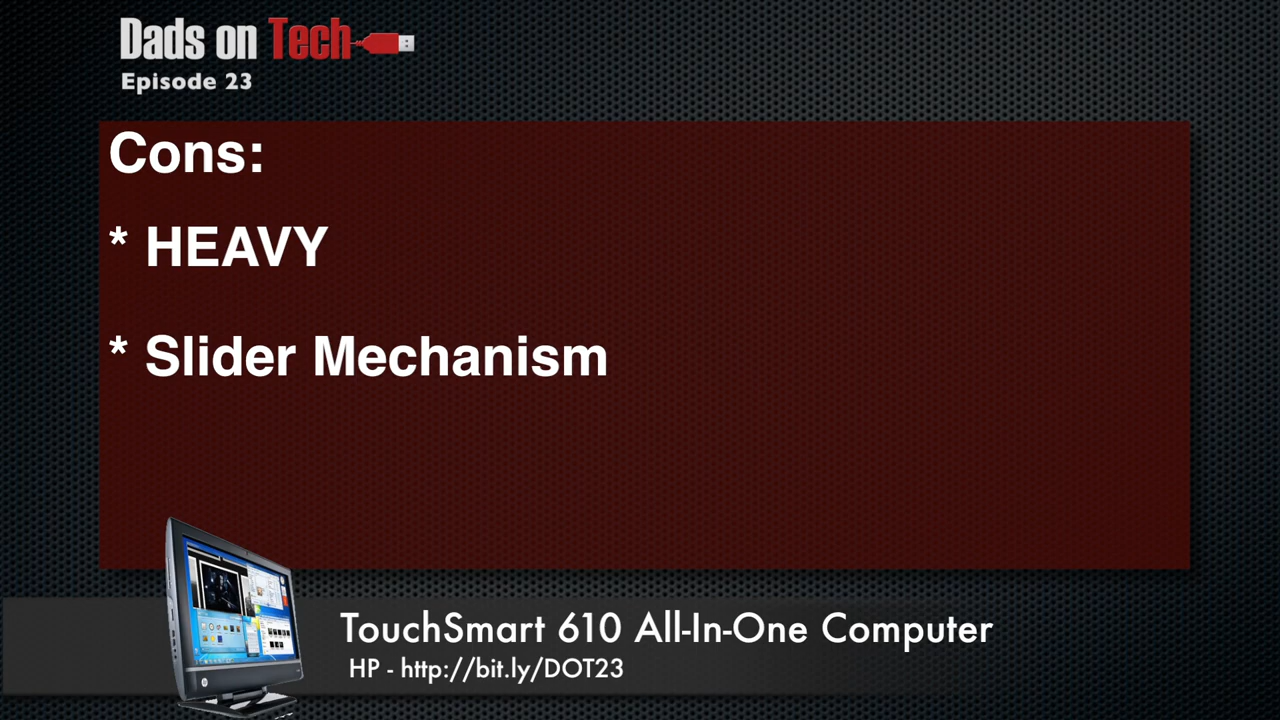 Dads on Tech
Episode 23
Cons:
* HEAVY
* Slider Mechanism
TouchSmart 610 All-In-One Computer
HP - http://bit.ly/DOT23